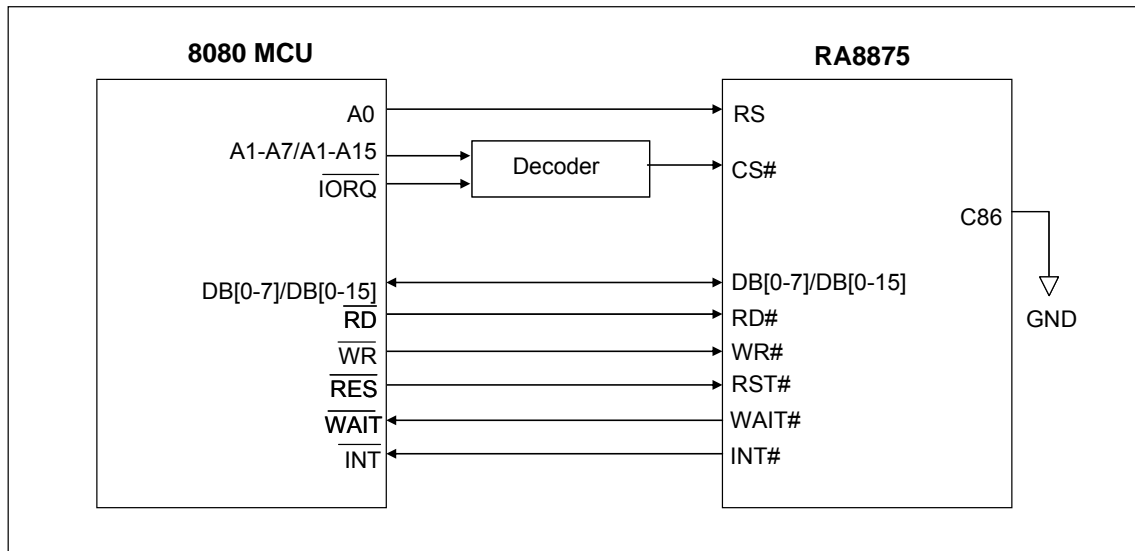 8080 MCU
RA8875
A0
RS
A1-A7/A1-A15
Decoder
CS#
IORQ
C86
DB[0-7]/DB[0-15]
DB[0-7]/DB[0-15]
GND
RD
RD#
WR
WR#
RES
RST#
WAIT
WAIT#
INT
INT#